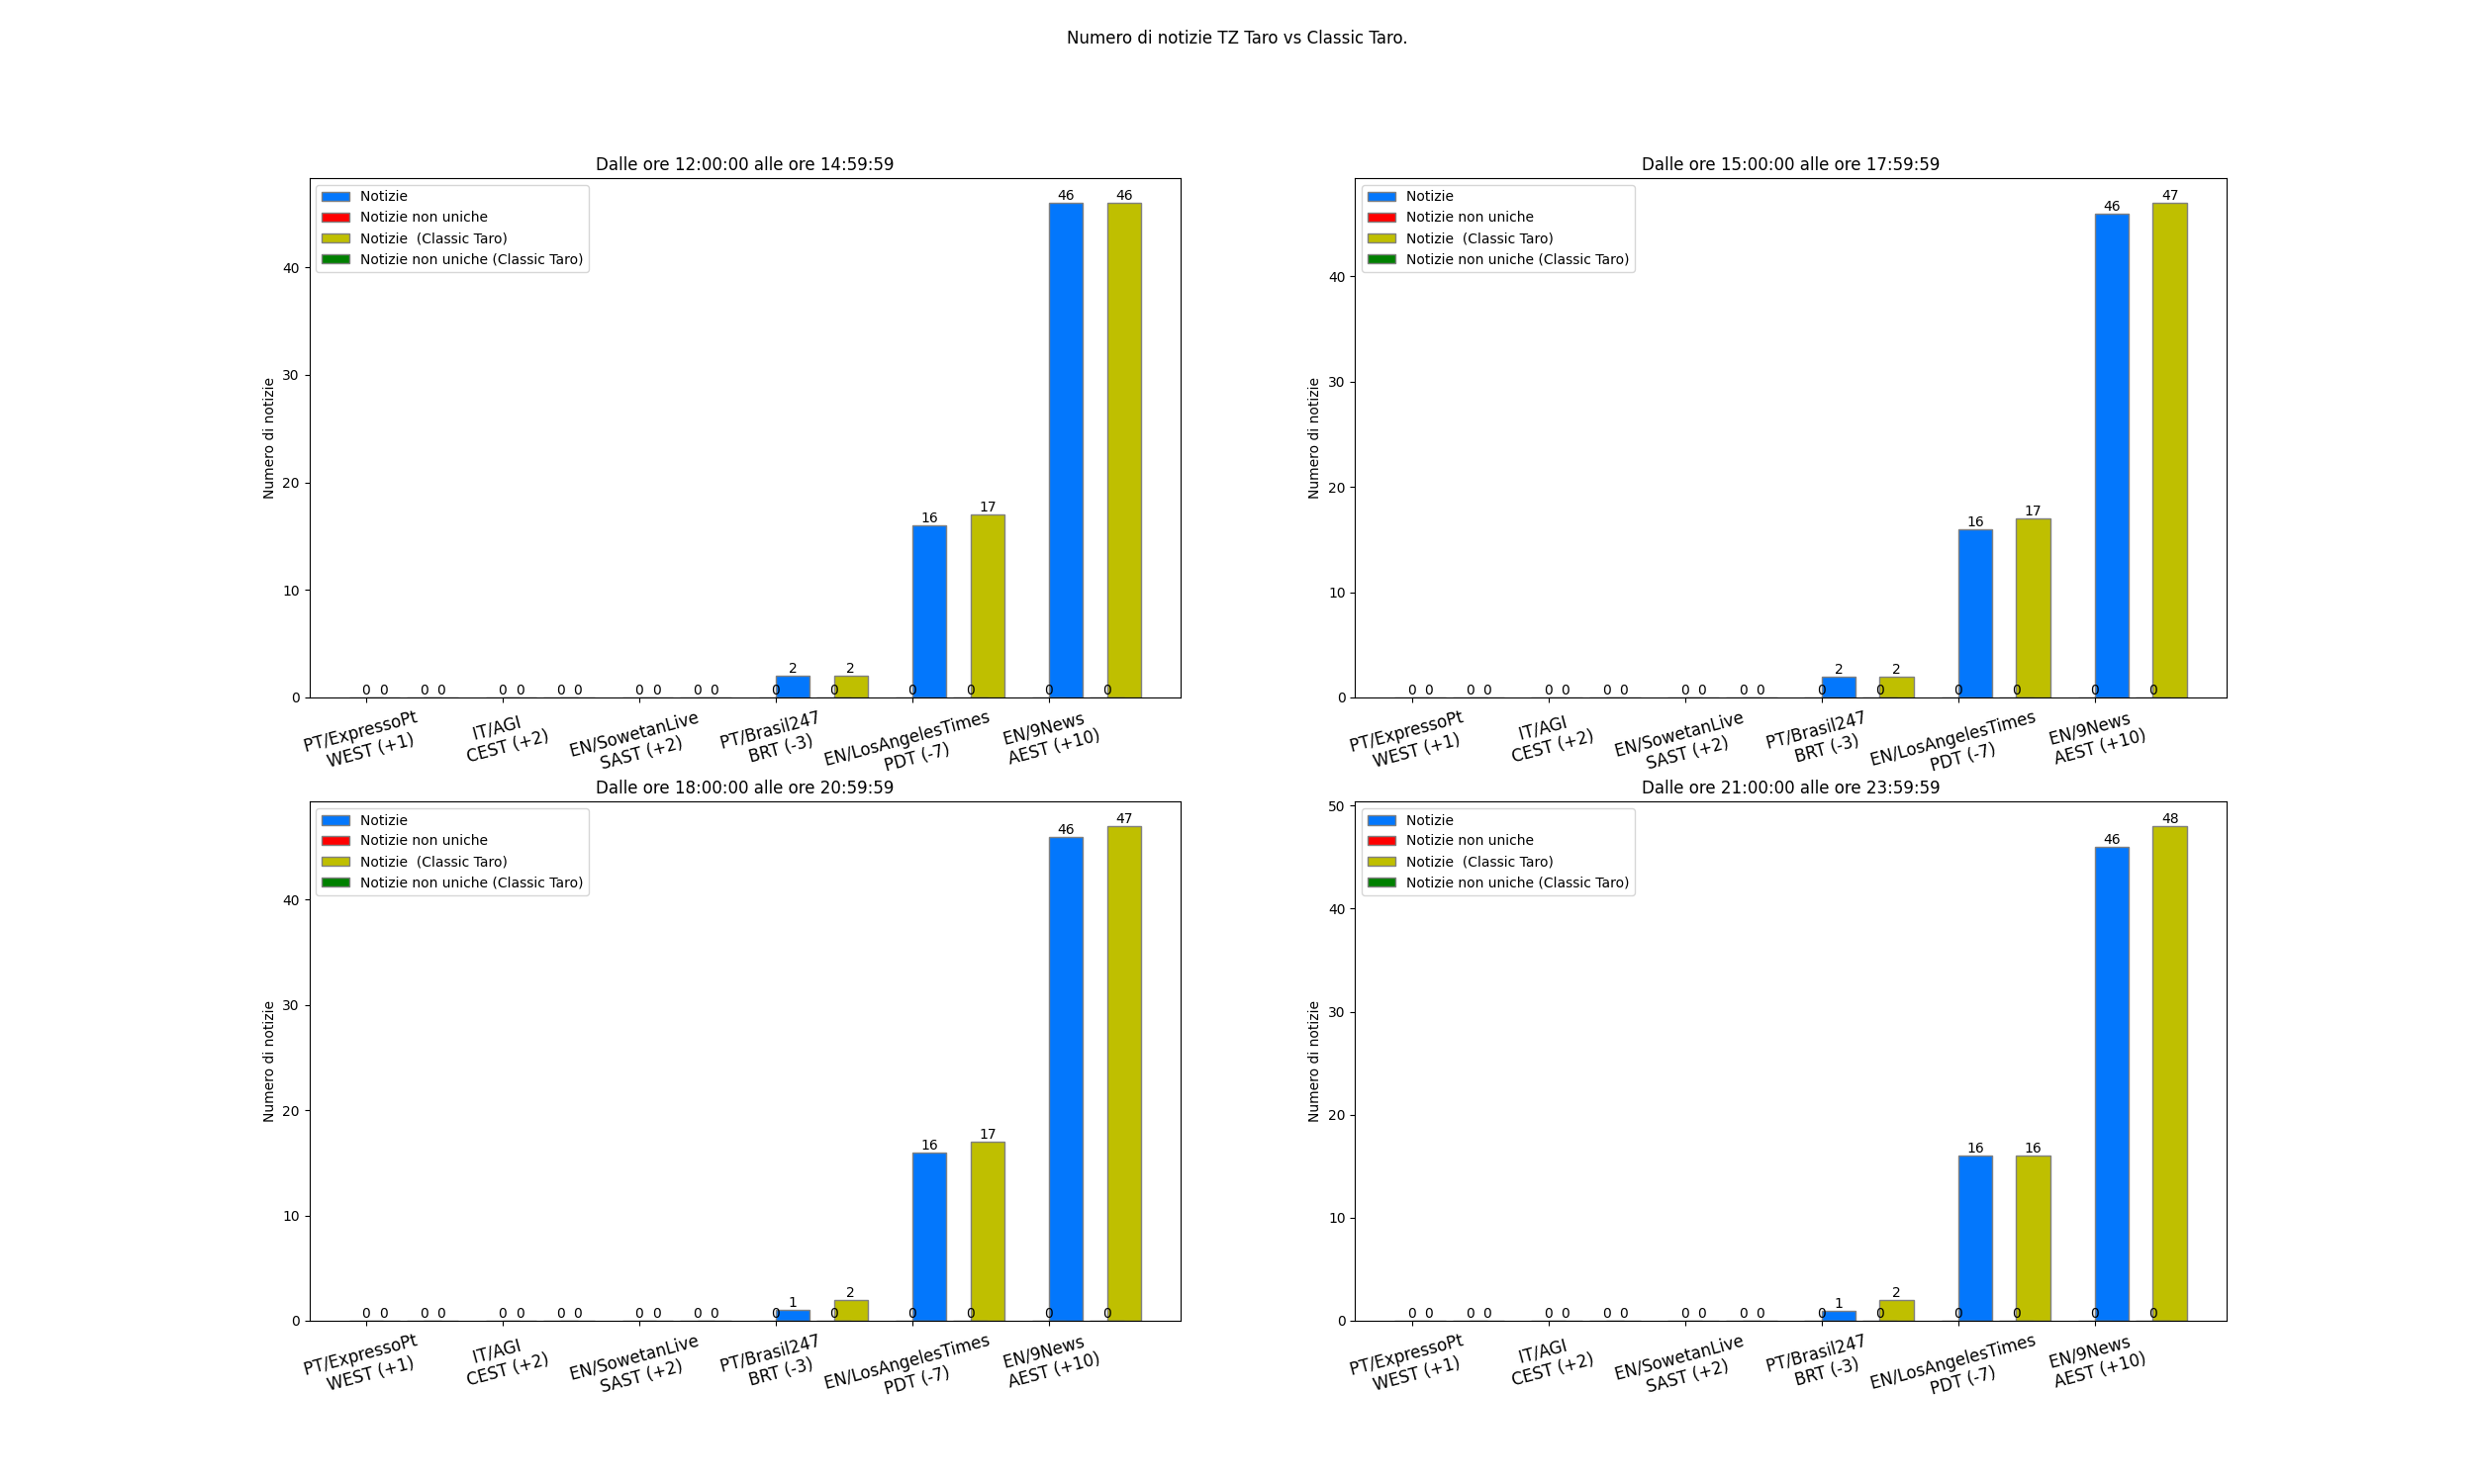 Numero di notizie TZ Taro vs Classic Taro.
Dalle ore 12:00:00 alle ore 14:59:59
Notizie
Notizie non uniche
Notizie  (Classic Taro)
Notizie non uniche (Classic Taro)
Numero di notizie
40
30
20
10
0
46 46
16 17
2 2
0 0 0 0 0 0 0 0 0 0 0 0 0 0 0 0 0 0
PT/ExpressoPt
WEST (+1)
IT/AGI
CEST (+2)
EN/SowetanLive
SAST (+2)
PT/Brasil247
BRT (-3)
EN/LosAngelesTimes
PDT (-7)
EN/9News
AEST (+10)
Dalle ore 15:00:00 alle ore 17:59:59
Notizie
Notizie non uniche
Notizie  (Classic Taro)
Notizie non uniche (Classic Taro)
Numero di notizie
40
30
20
10
0
46 47
16 17
2 2
0 0 0 0 0 0 0 0 0 0 0 0 0 0 0 0 0 0
PT/ExpressoPt
WEST (+1)
IT/AGI
CEST (+2)
EN/SowetanLive
SAST (+2)
PT/Brasil247
BRT (-3)
EN/LosAngelesTimes
PDT (-7)
EN/9News
AEST (+10)
Dalle ore 18:00:00 alle ore 20:59:59
Notizie
Notizie non uniche
Notizie  (Classic Taro)
Notizie non uniche (Classic Taro)
Numero di notizie
40
30
20
10
0
46 47
16 17
1 2
0 0 0 0 0 0 0 0 0 0 0 0 0 0 0 0 0 0
PT/ExpressoPt
WEST (+1)
IT/AGI
CEST (+2)
EN/SowetanLive
SAST (+2)
PT/Brasil247
BRT (-3)
EN/LosAngelesTimes
PDT (-7)
EN/9News
AEST (+10)
Dalle ore 21:00:00 alle ore 23:59:59
Notizie
Notizie non uniche
Notizie  (Classic Taro)
Notizie non uniche (Classic Taro)
Numero di notizie
50
40
30
20
10
0
46 48
16 16
1 2
0 0 0 0 0 0 0 0 0 0 0 0 0 0 0 0 0 0
PT/ExpressoPt
WEST (+1)
IT/AGI
CEST (+2)
EN/SowetanLive
SAST (+2)
PT/Brasil247
BRT (-3)
EN/LosAngelesTimes
PDT (-7)
EN/9News
AEST (+10)